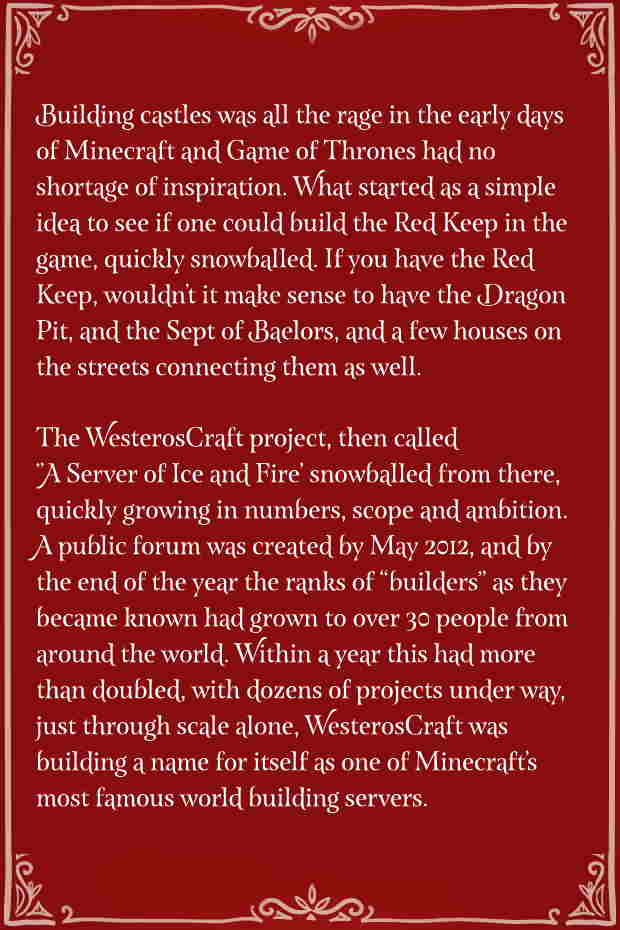 Building castles was all the rage in the early days
of Minecraft and Game of Thrones had no
shortage of inspiration. What started as a simple
idea to see if one could build the Red Keep in the
game, quickly snowballed. If you have the Red
Keep, wouldn't it make sense to have the Dragon
Pit, and the Sept of Baelors, and a few houses on
the streets connecting them as well.
The WesterosCraft project, then called
"A Server of Ice and Fire' snowballed from there,
quickly growing in numbers, scope and ambition.
A public forum was created by May 2012, and by
the end of the year the ranks of “builders” as they
became known had grown to over 30 people from
around the world. Within a year this had more
than doubled, with dozens of projects under way,
just through scale alone, WesterosCraft was
building a name for itself as one of Minecraft's
most famous world building servers.